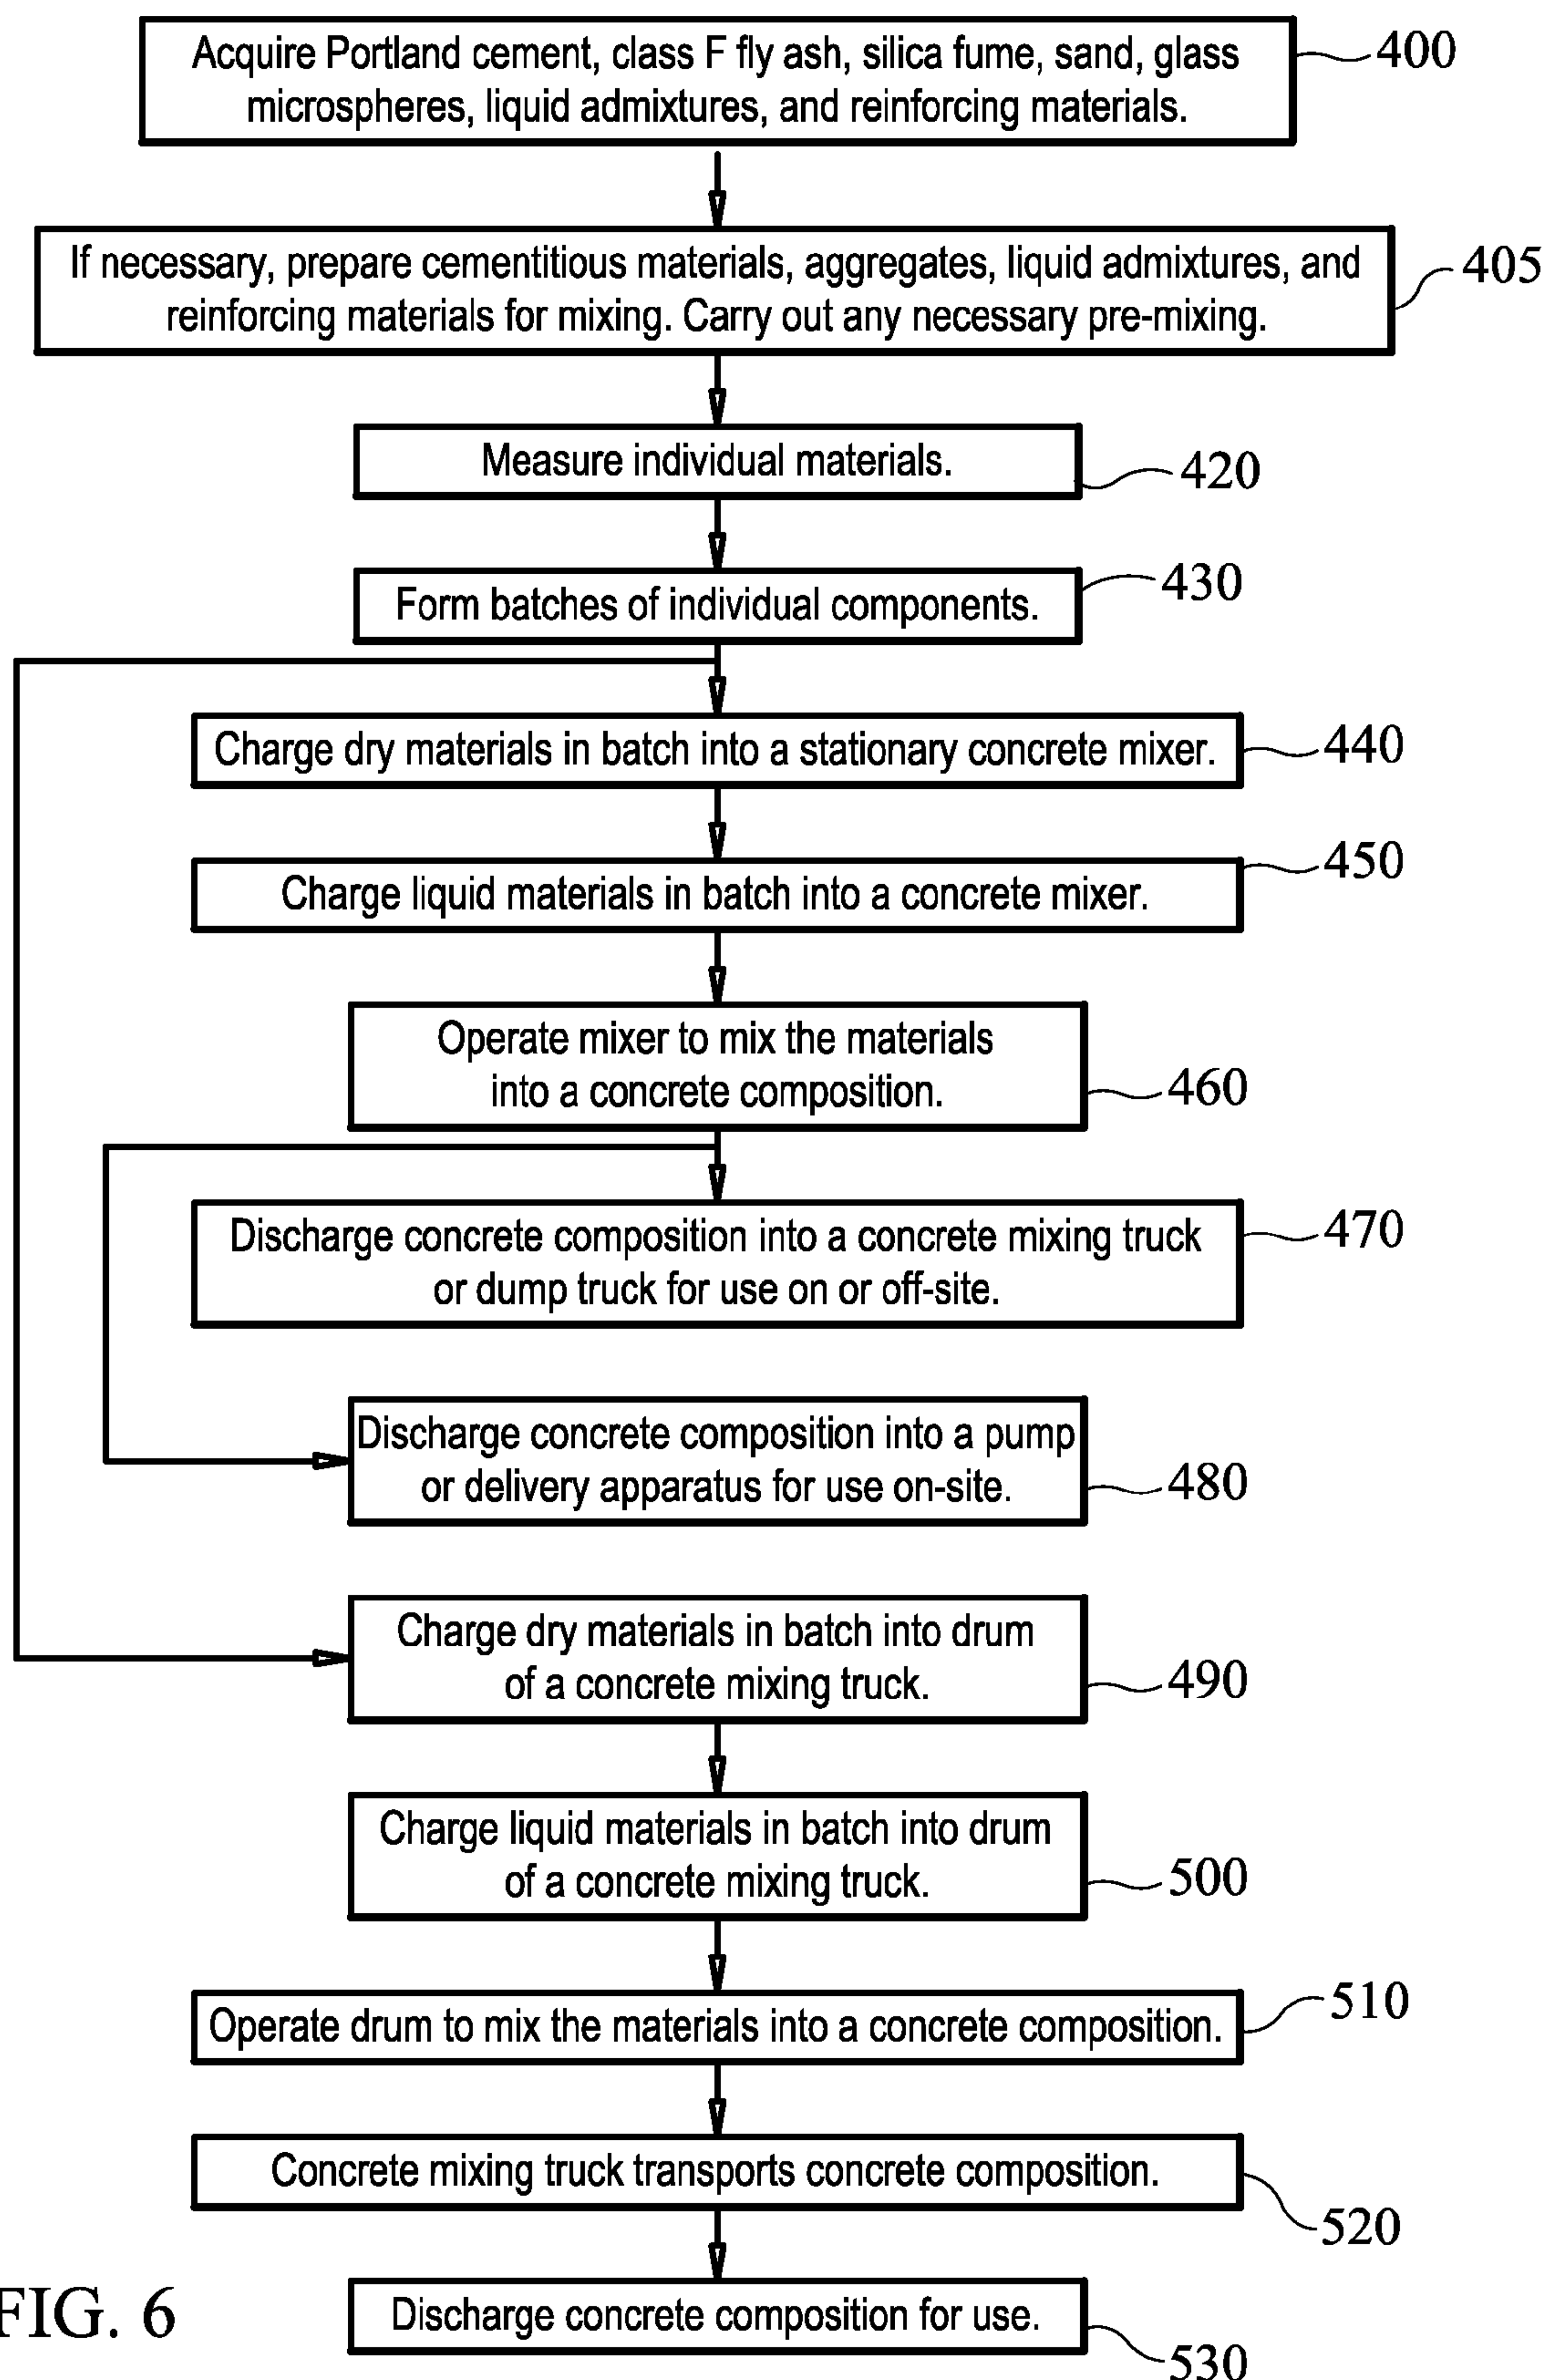 Acquire Portland cement, class F fly ash, silica fume, sand, glass
microspheres, liquid admixtures, and reinforcing materials.
400
If necessary, prepare cementitious materials, aggregates, liquid admixtures, and
reinforcing materials for mixing. Carry out any necessary pre-mixing.
405
Measure individual materials.
420
Form batches of individual components.
430
Charge dry materials in batch into a stationary concrete mixer.
440
Charge liquid materials in batch into a concrete mixer.
450
Operate mixer to mix the materials
into a concrete composition.
460
Discharge concrete composition into a concrete mixing truck
or dump truck for use on or off-site.
470
Discharge concrete composition into a pump
or delivery apparatus for use on-site.
480
Charge dry materials in batch into drum
of a concrete mixing truck.
490
Charge liquid materials in batch into drum
of a concrete mixing truck.
500
Operate drum to mix the materials into a concrete composition.
510
Concrete mixing truck transports concrete composition.
520
Discharge concrete composition for use.
530
FIG. 6